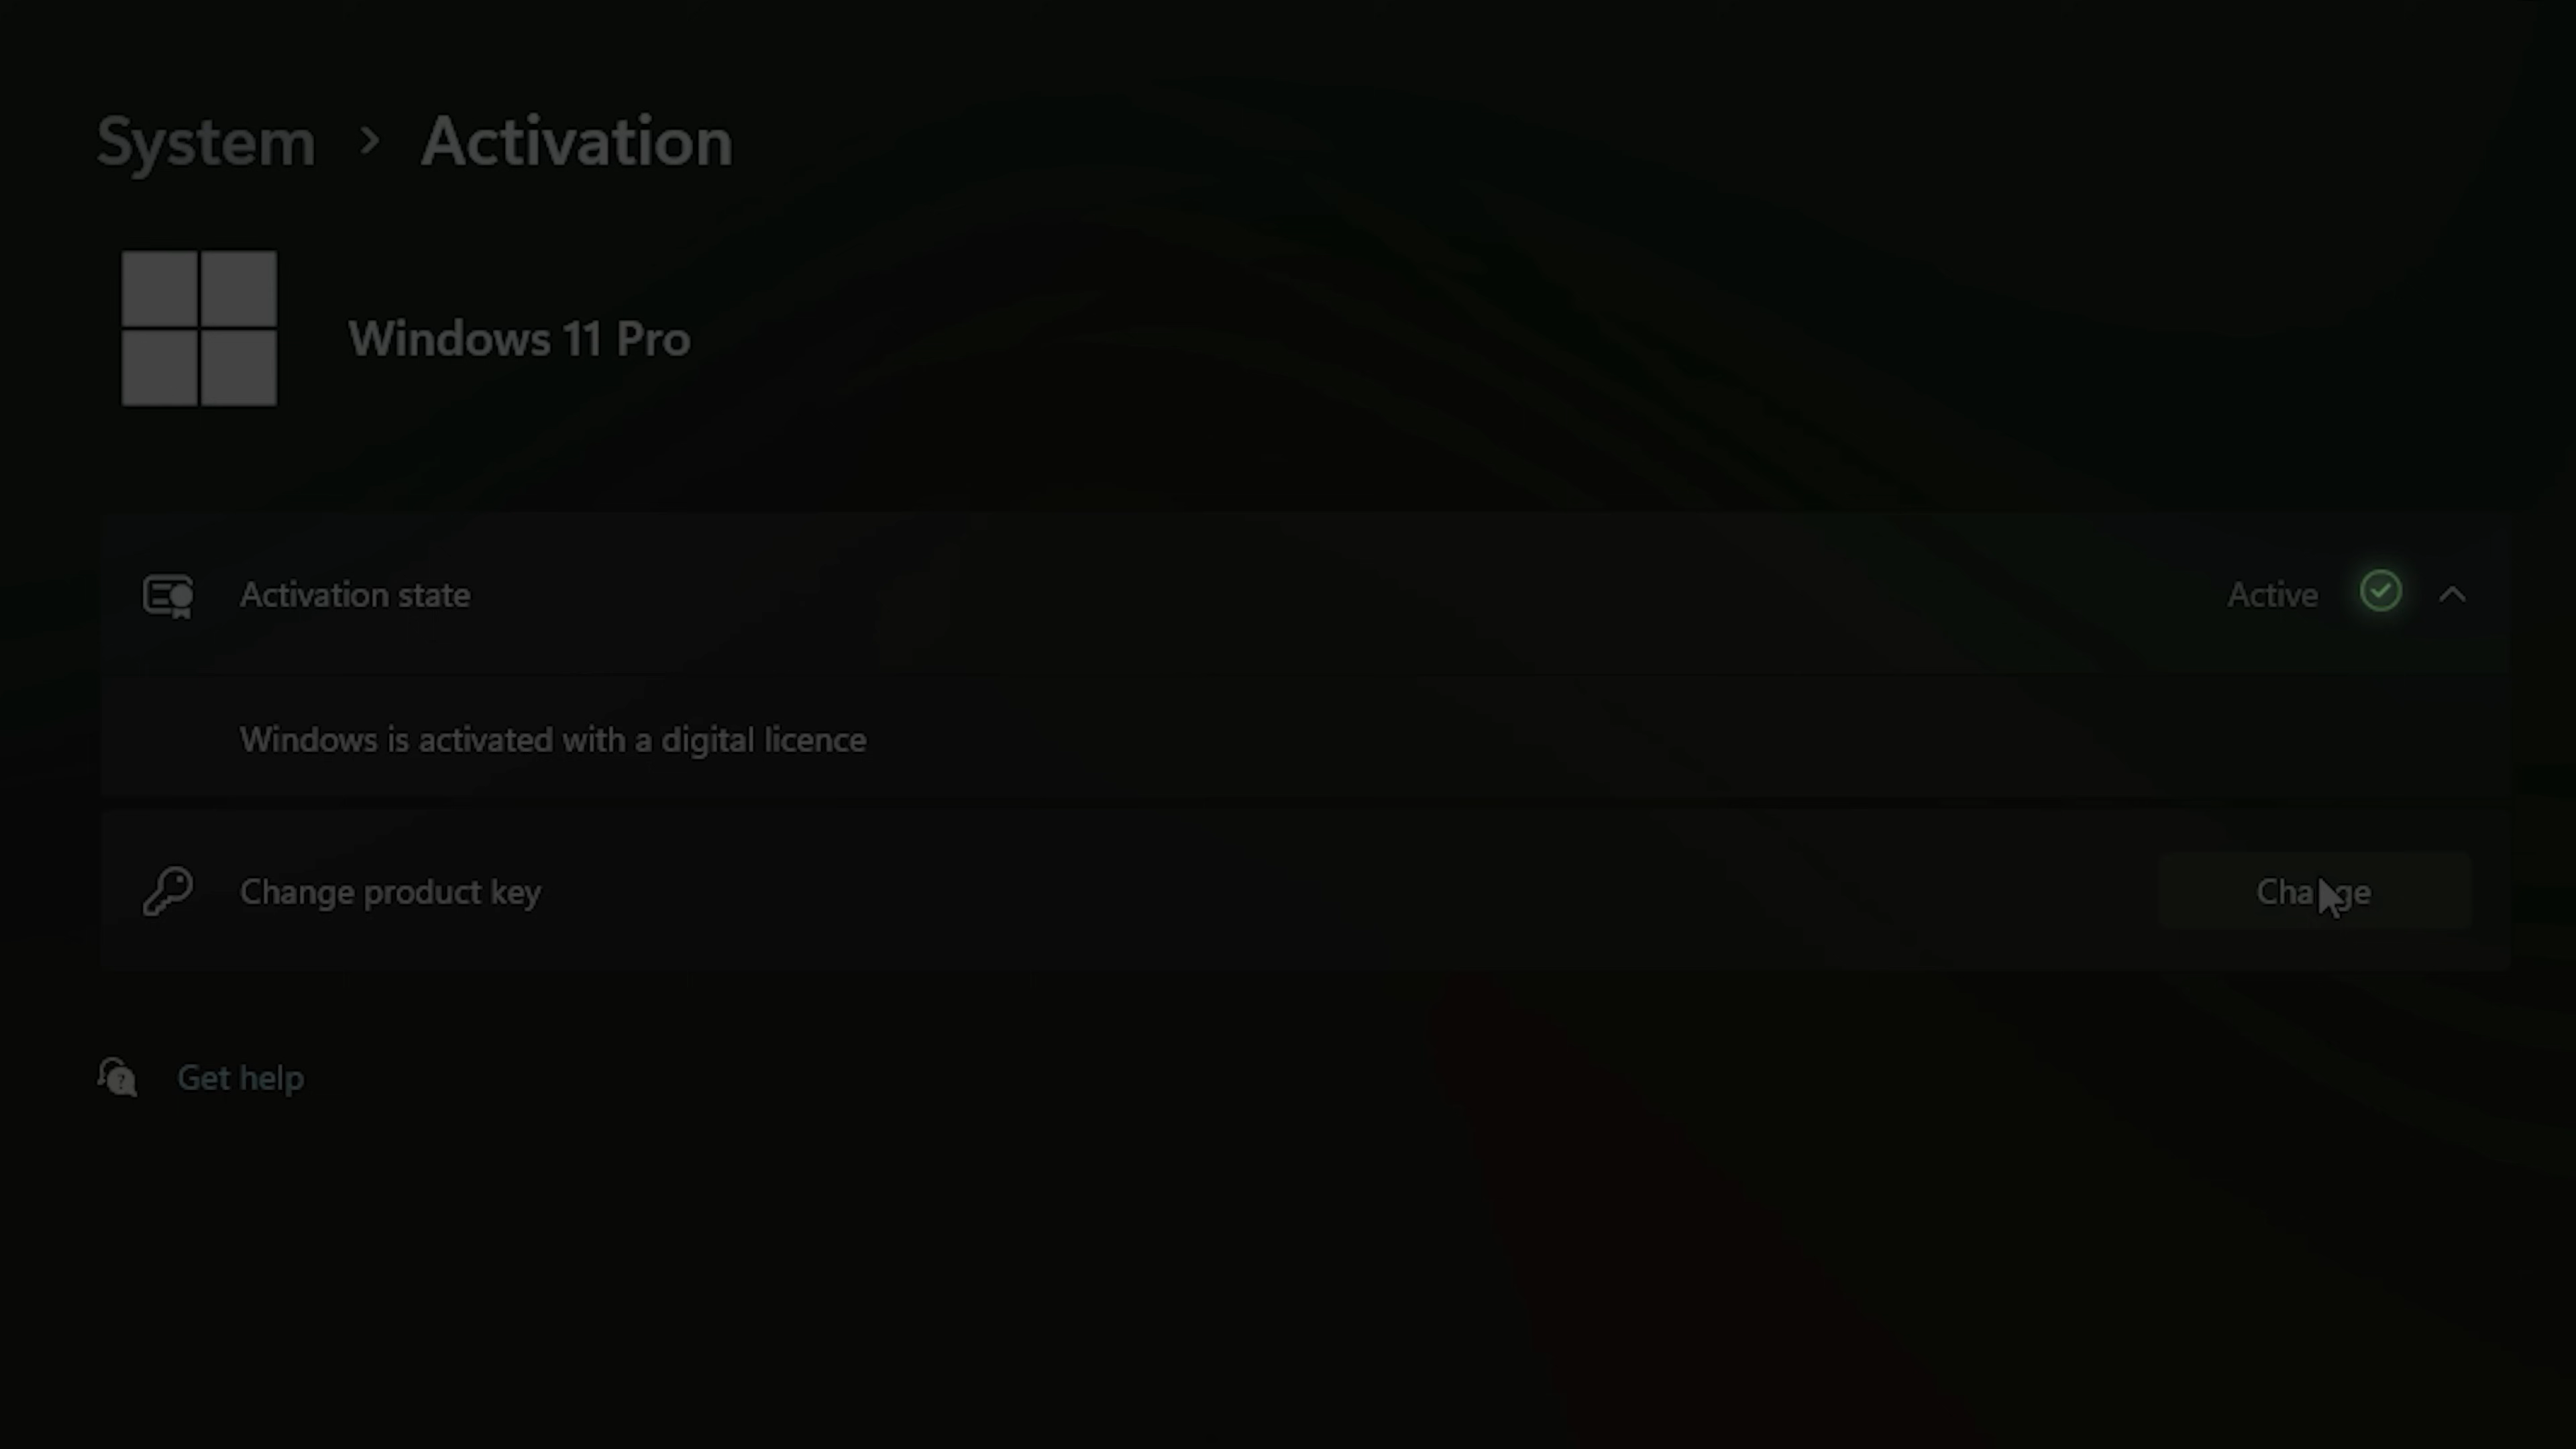 System > Activation
Windows 11 Pro
Activation state
Active
Windows is activated with a digital licence
Change product key
Change
Get help